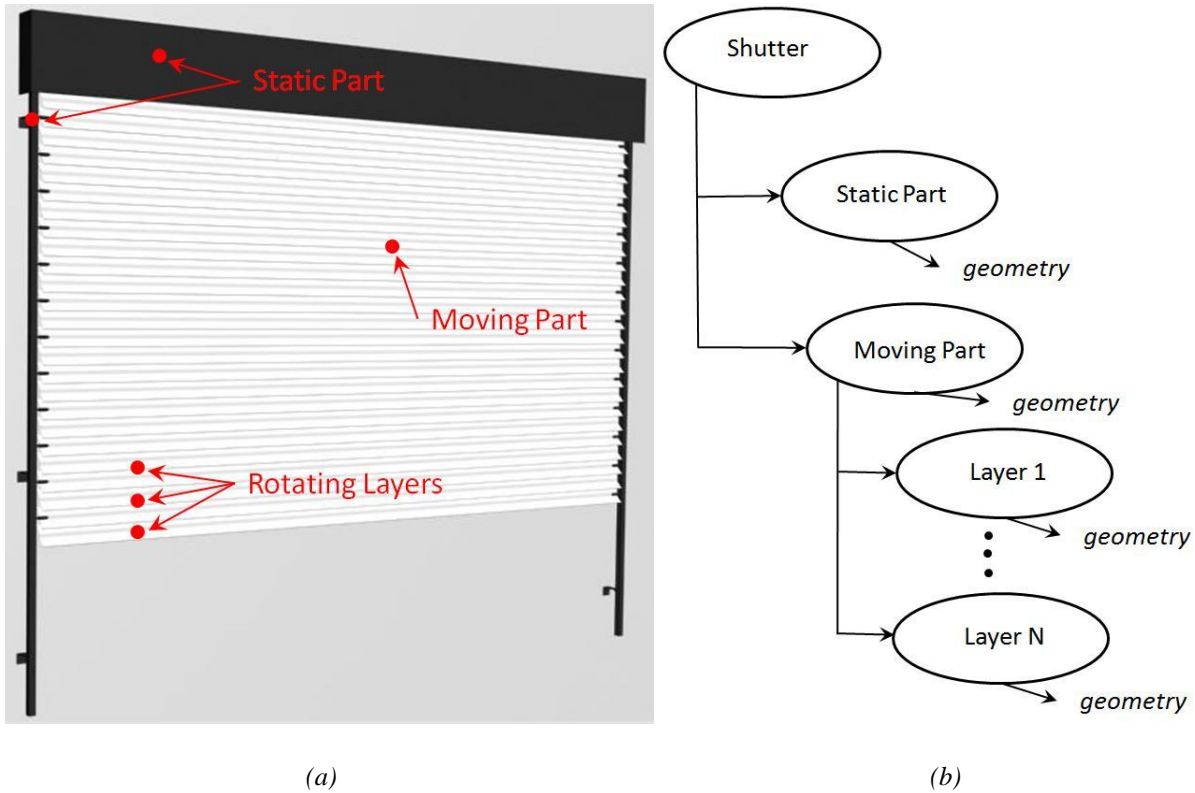 Static Part
Moving Part
Rotating Layers
(a)
Shutter
Static Part
geometry
Moving Part
geometry
Layer 1
geometry
Layer N
geometry
(b)